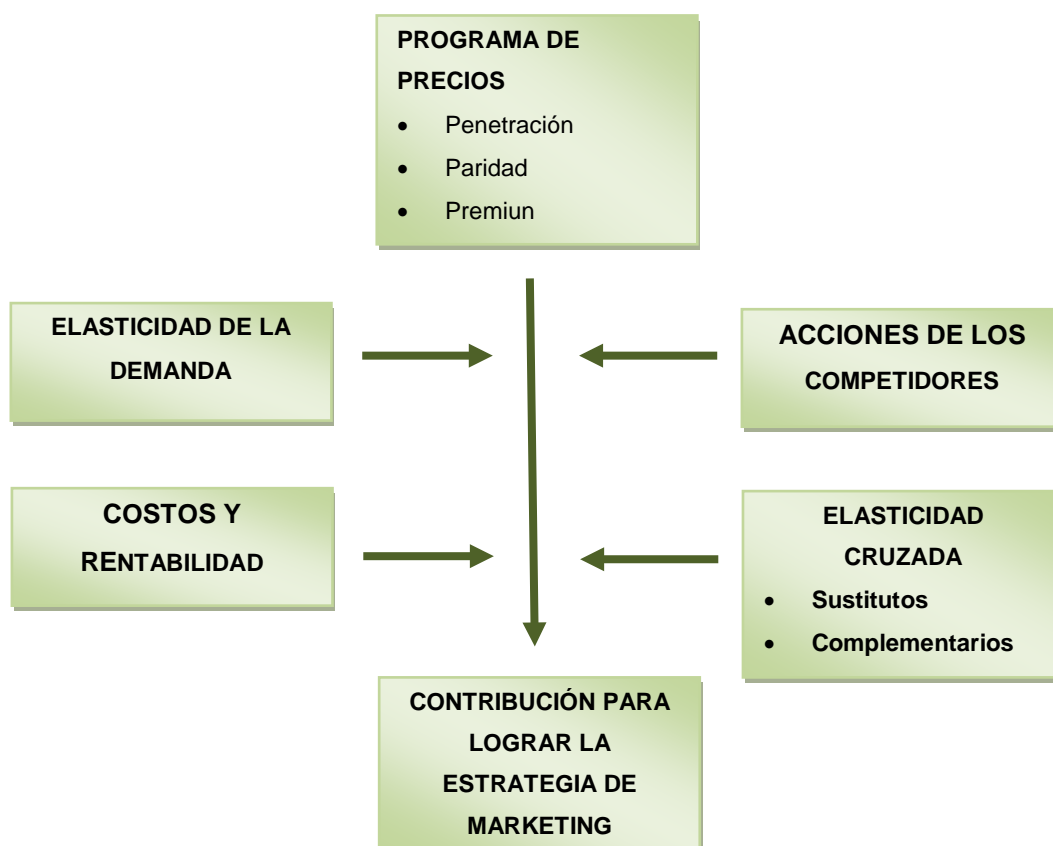 PROGRAMA DE
PRECIOS
• Penetración
• Paridad
• Premiun
ELASTICIDAD DE LA
DEMANDA
ACCIONES DE LOS
COMPETIDORES
COSTOS Y
RENTABILIDAD
ELASTICIDAD
CRUZADA
• Sustitutos
• Complementarios
CONTRIBUCIÓN PARA
LOGRAR LA
ESTRATEGIA DE
MARKETING